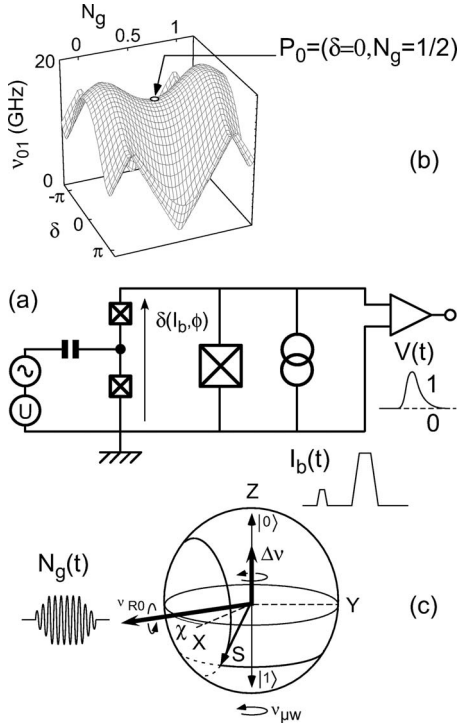 N_g
0 0.5 1
20
P₀=(δ=0,N_g=1/2)
ν₀₁ (GHz)
(b)
0
-π
δ 0
π
(a)
δ(I_b,ϕ)
U
V(t)
1
0
I_b(t)
Z
|0⟩
N_g(t)
Δν
ν_R0
(c)
Y
χ
X
S
|1⟩
ν_μw